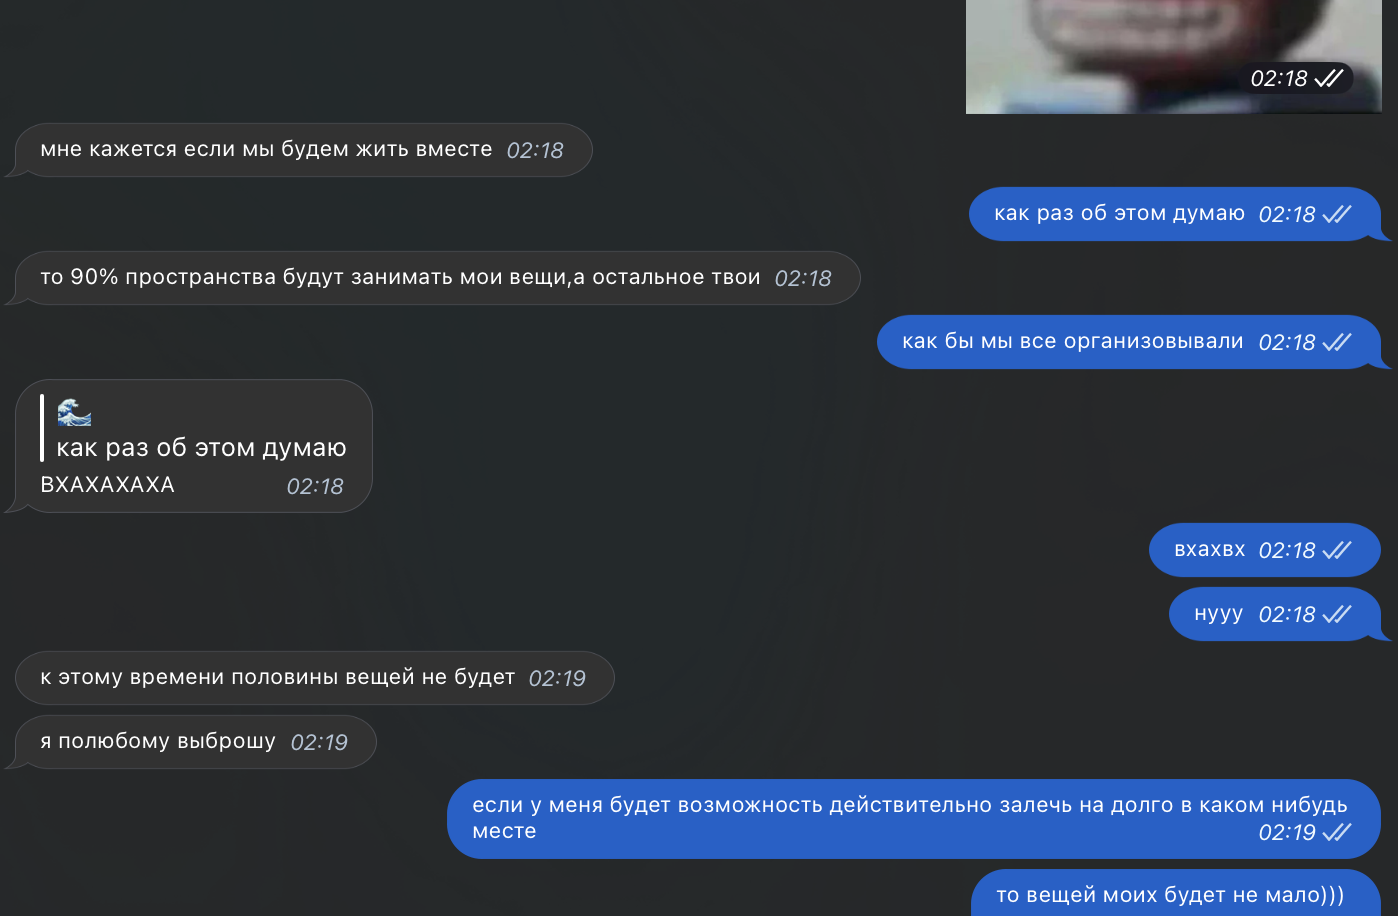 02:18
мне кажется если мы будем жить вместе 02:18
как раз об этом думаю 02:18
то 90% пространства будут занимать мои вещи,а остальное твои 02:18
как бы мы все организовывали 02:18
🌊
как раз об этом думаю
ВХАХАХАХА 02:18
вхахвх 02:18
нууу 02:18
к этому времени половины вещей не будет 02:19
я полюбому выброшу 02:19
если у меня будет возможность действительно залечь на долго в каком нибудь
месте 02:19
то вещей моих будет не мало)))